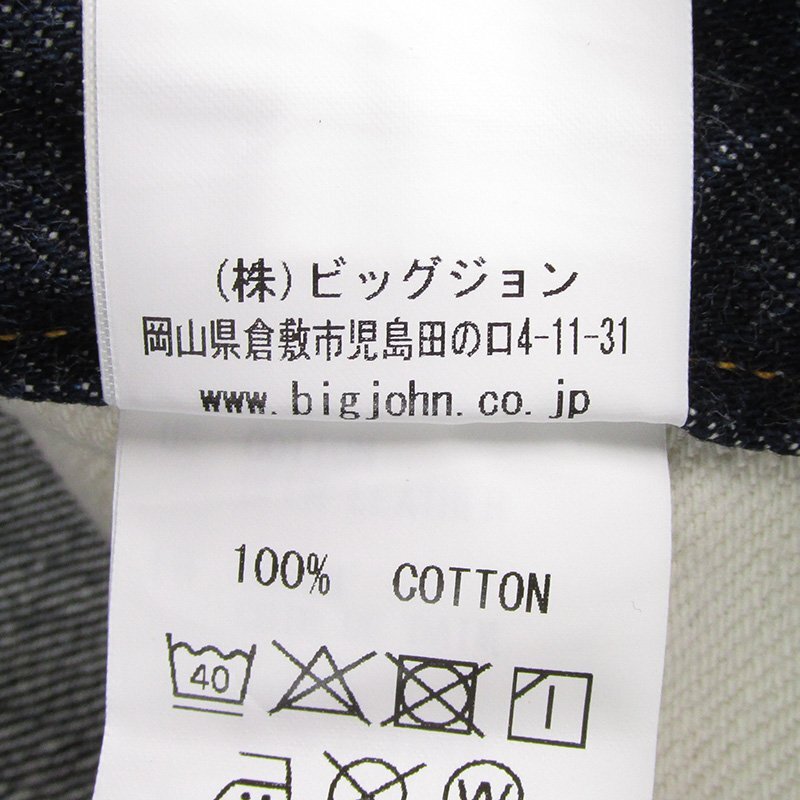 (株)ビッグジョン
岡山県倉敷市児島田の口4-11-31
www.bigjohn.co.jp
100% COTTON
40
W